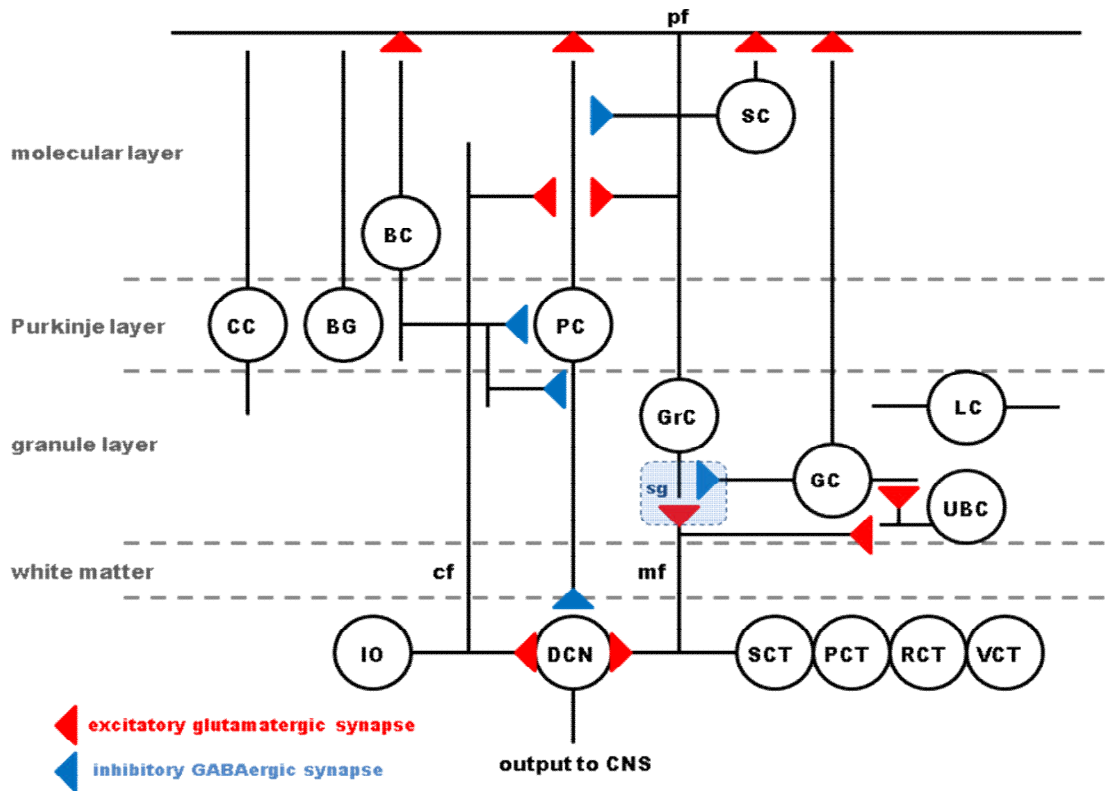 pf
SC
molecular layer
BC
Purkinje layer
CC
BG
PC
GrC
LC
granule layer
sg
GC
UBC
white matter
cf
mf
IO
DCN
SCT
PCT
RCT
VCT
excitatory glutamatergic synapse
output to CNS
inhibitory GABAergic synapse